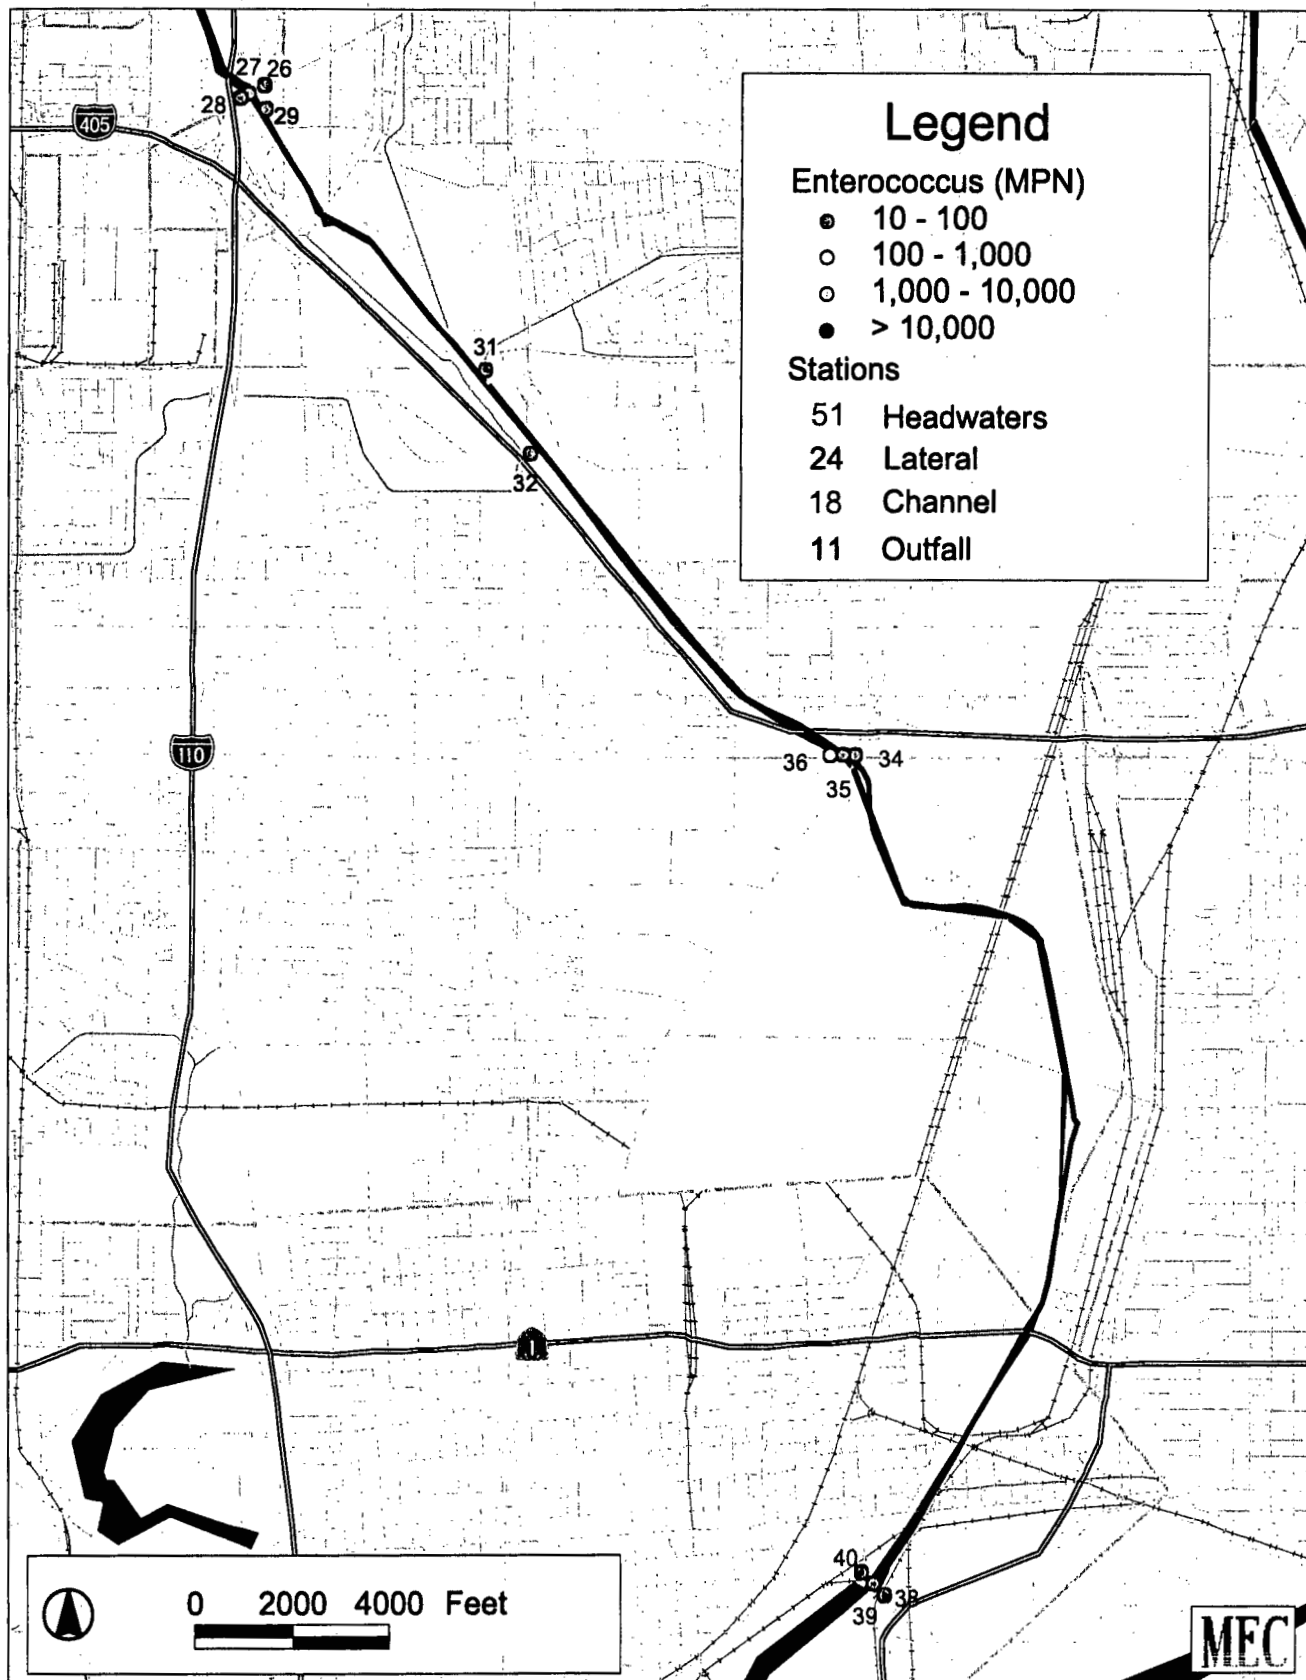 27 26
28
29
405
Legend
Enterococcus (MPN)
10 - 100
100 - 1,000
1,000 - 10,000
> 10,000
Stations
51 Headwaters
24 Lateral
18 Channel
11 Outfall
31
32
110
36
34
35
1
40
38
39
0 2000 4000 Feet
MEC